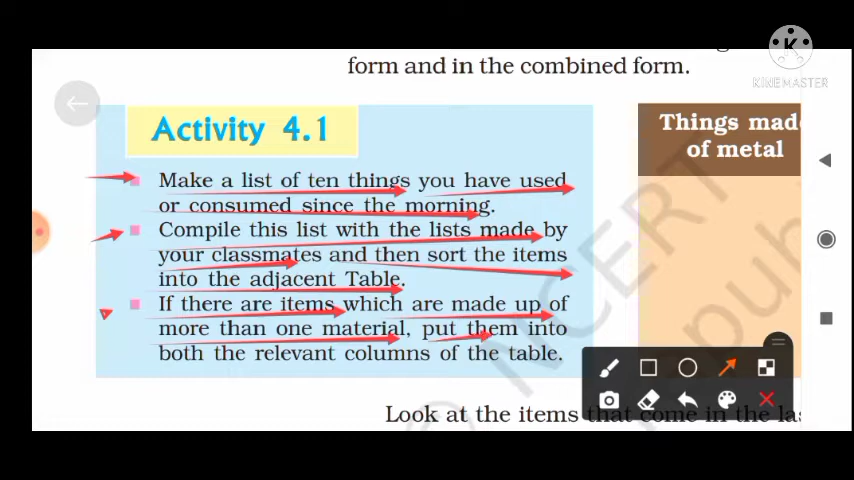 form and in the combined form.
K
KINEMASTER
Activity 4.1
Make a list of ten things you have used
or consumed since the morning.
Compile this list with the lists made by
your classmates and then sort the items
into the adjacent Table.
If there are items which are made up of
more than one material, put them into
both the relevant columns of the table.
Things made
of metal
© NCERT
Look at the items that come in the